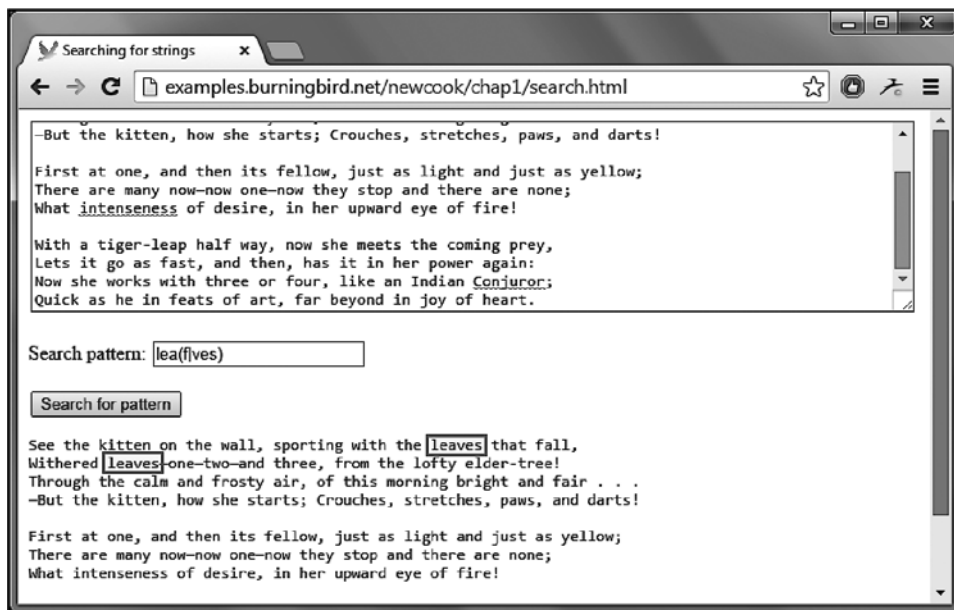 Searching for strings
examples.burningbird.net/newcook/chap1/search.html
—But the kitten, how she starts; Crouches, stretches, paws, and darts!
First at one, and then its fellow, just as light and just as yellow;
There are many now—now one—now they stop and there are none;
What intenseness of desire, in her upward eye of fire!
With a tiger-leap half way, now she meets the coming prey,
Lets it go as fast, and then, has it in her power again:
Now she works with three or four, like an Indian Conjuror;
Quick as he in feats of art, far beyond in joy of heart.
Search pattern: lea(f|ves)
Search for pattern
See the kitten on the wall, sporting with the leaves that fall,
Withered leaves—one—two—and three, from the lofty elder-tree!
Through the calm and frosty air, of this morning bright and fair . . .
—But the kitten, how she starts; Crouches, stretches, paws, and darts!
First at one, and then its fellow, just as light and just as yellow;
There are many now—now one—now they stop and there are none;
What intenseness of desire, in her upward eye of fire!